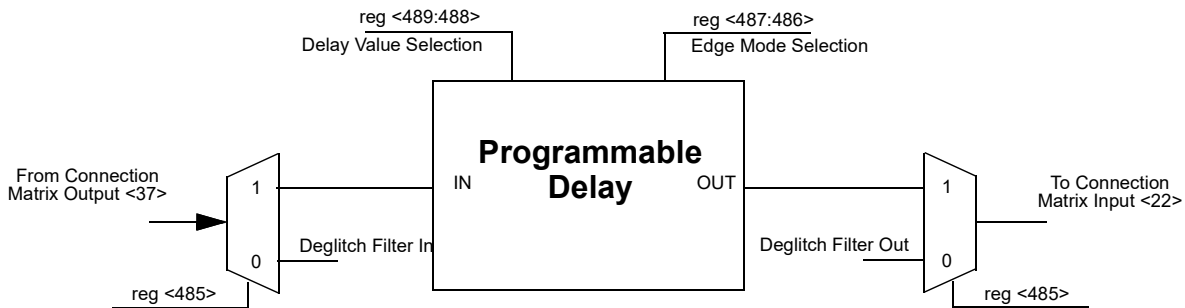 reg <489:488>
Delay Value Selection
reg <487:486>
Edge Mode Selection
Programmable
Delay
IN
OUT
From Connection
Matrix Output <37>
1
0
Deglitch Filter In
reg <485>
Deglitch Filter Out
1
0
To Connection
Matrix Input <22>
reg <485>